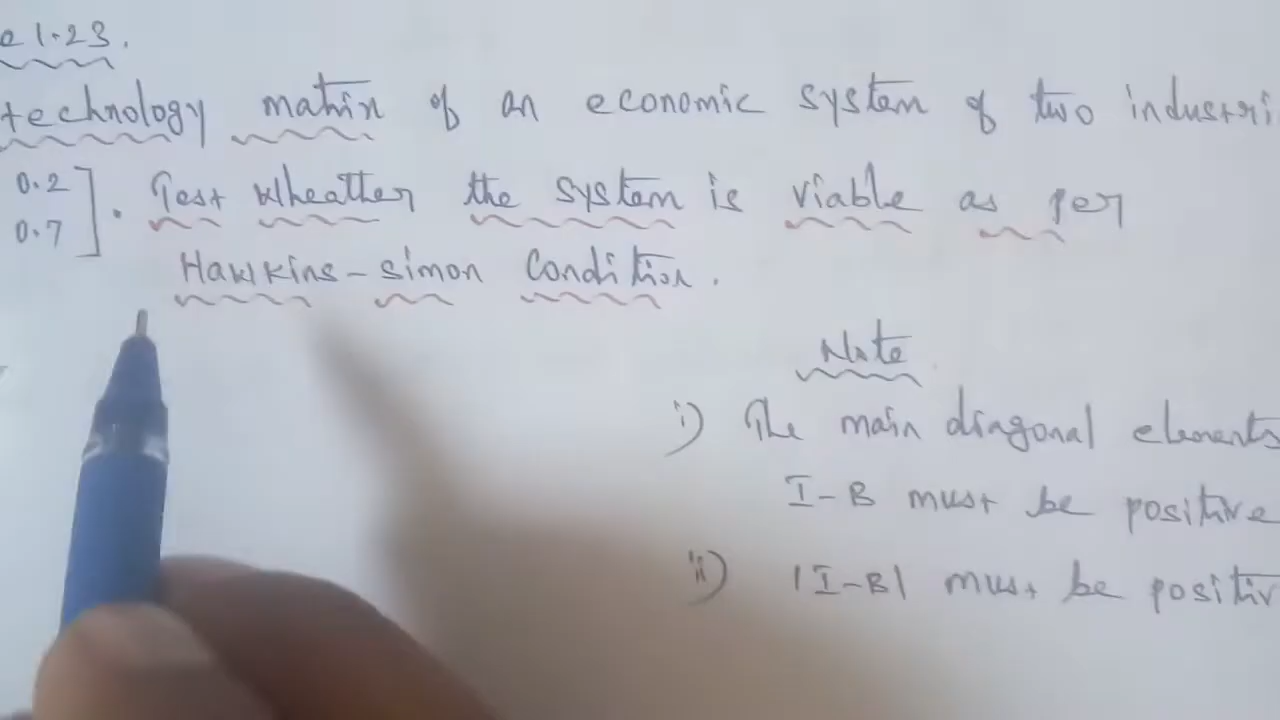 e 1.23.
technology matrix of an economic system of two industri
0.2
0.7 ]. Test Wheather the system is viable as per
Hawkins-simon Condition.
Note
i) The main diagonal elements
I-B must be positive
ii) |I-B| must be positiv